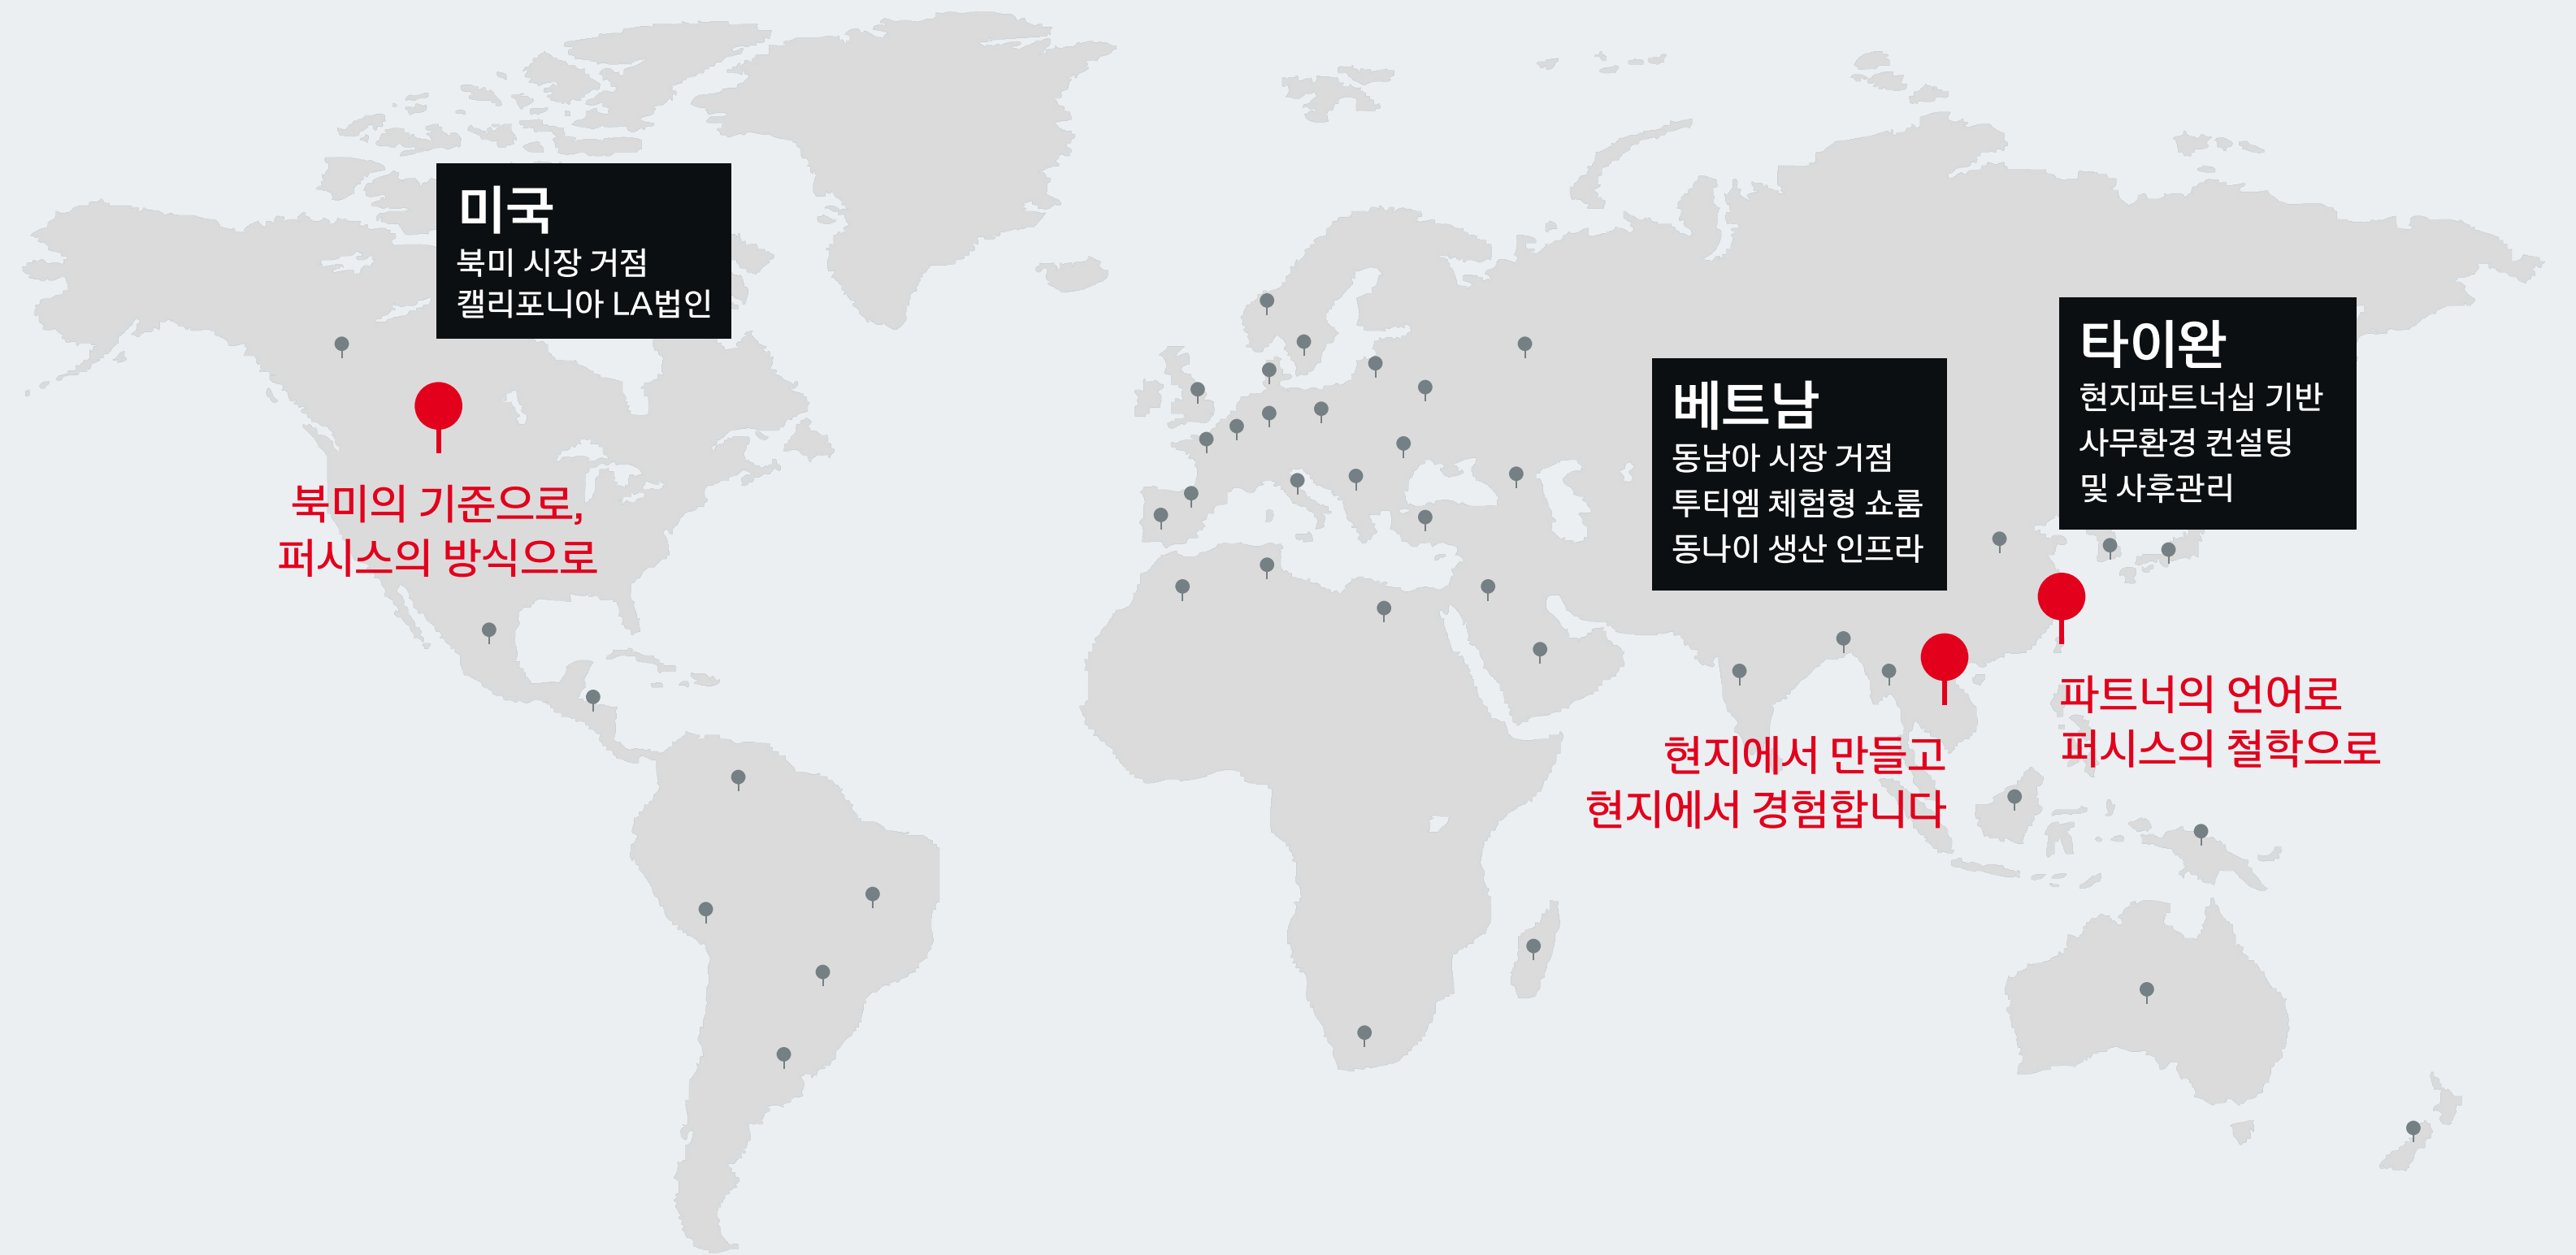 미국
북미 시장 거점
캘리포니아 LA법인
북미의 기준으로,
퍼시스의 방식으로
베트남
동남아 시장 거점
투티엠 체험형 쇼룸
동나이 생산 인프라
현지에서 만들고
현지에서 경험합니다
타이완
현지파트너십 기반
사무환경 컨설팅
및 사후관리
파트너의 언어로
퍼시스의 철학으로